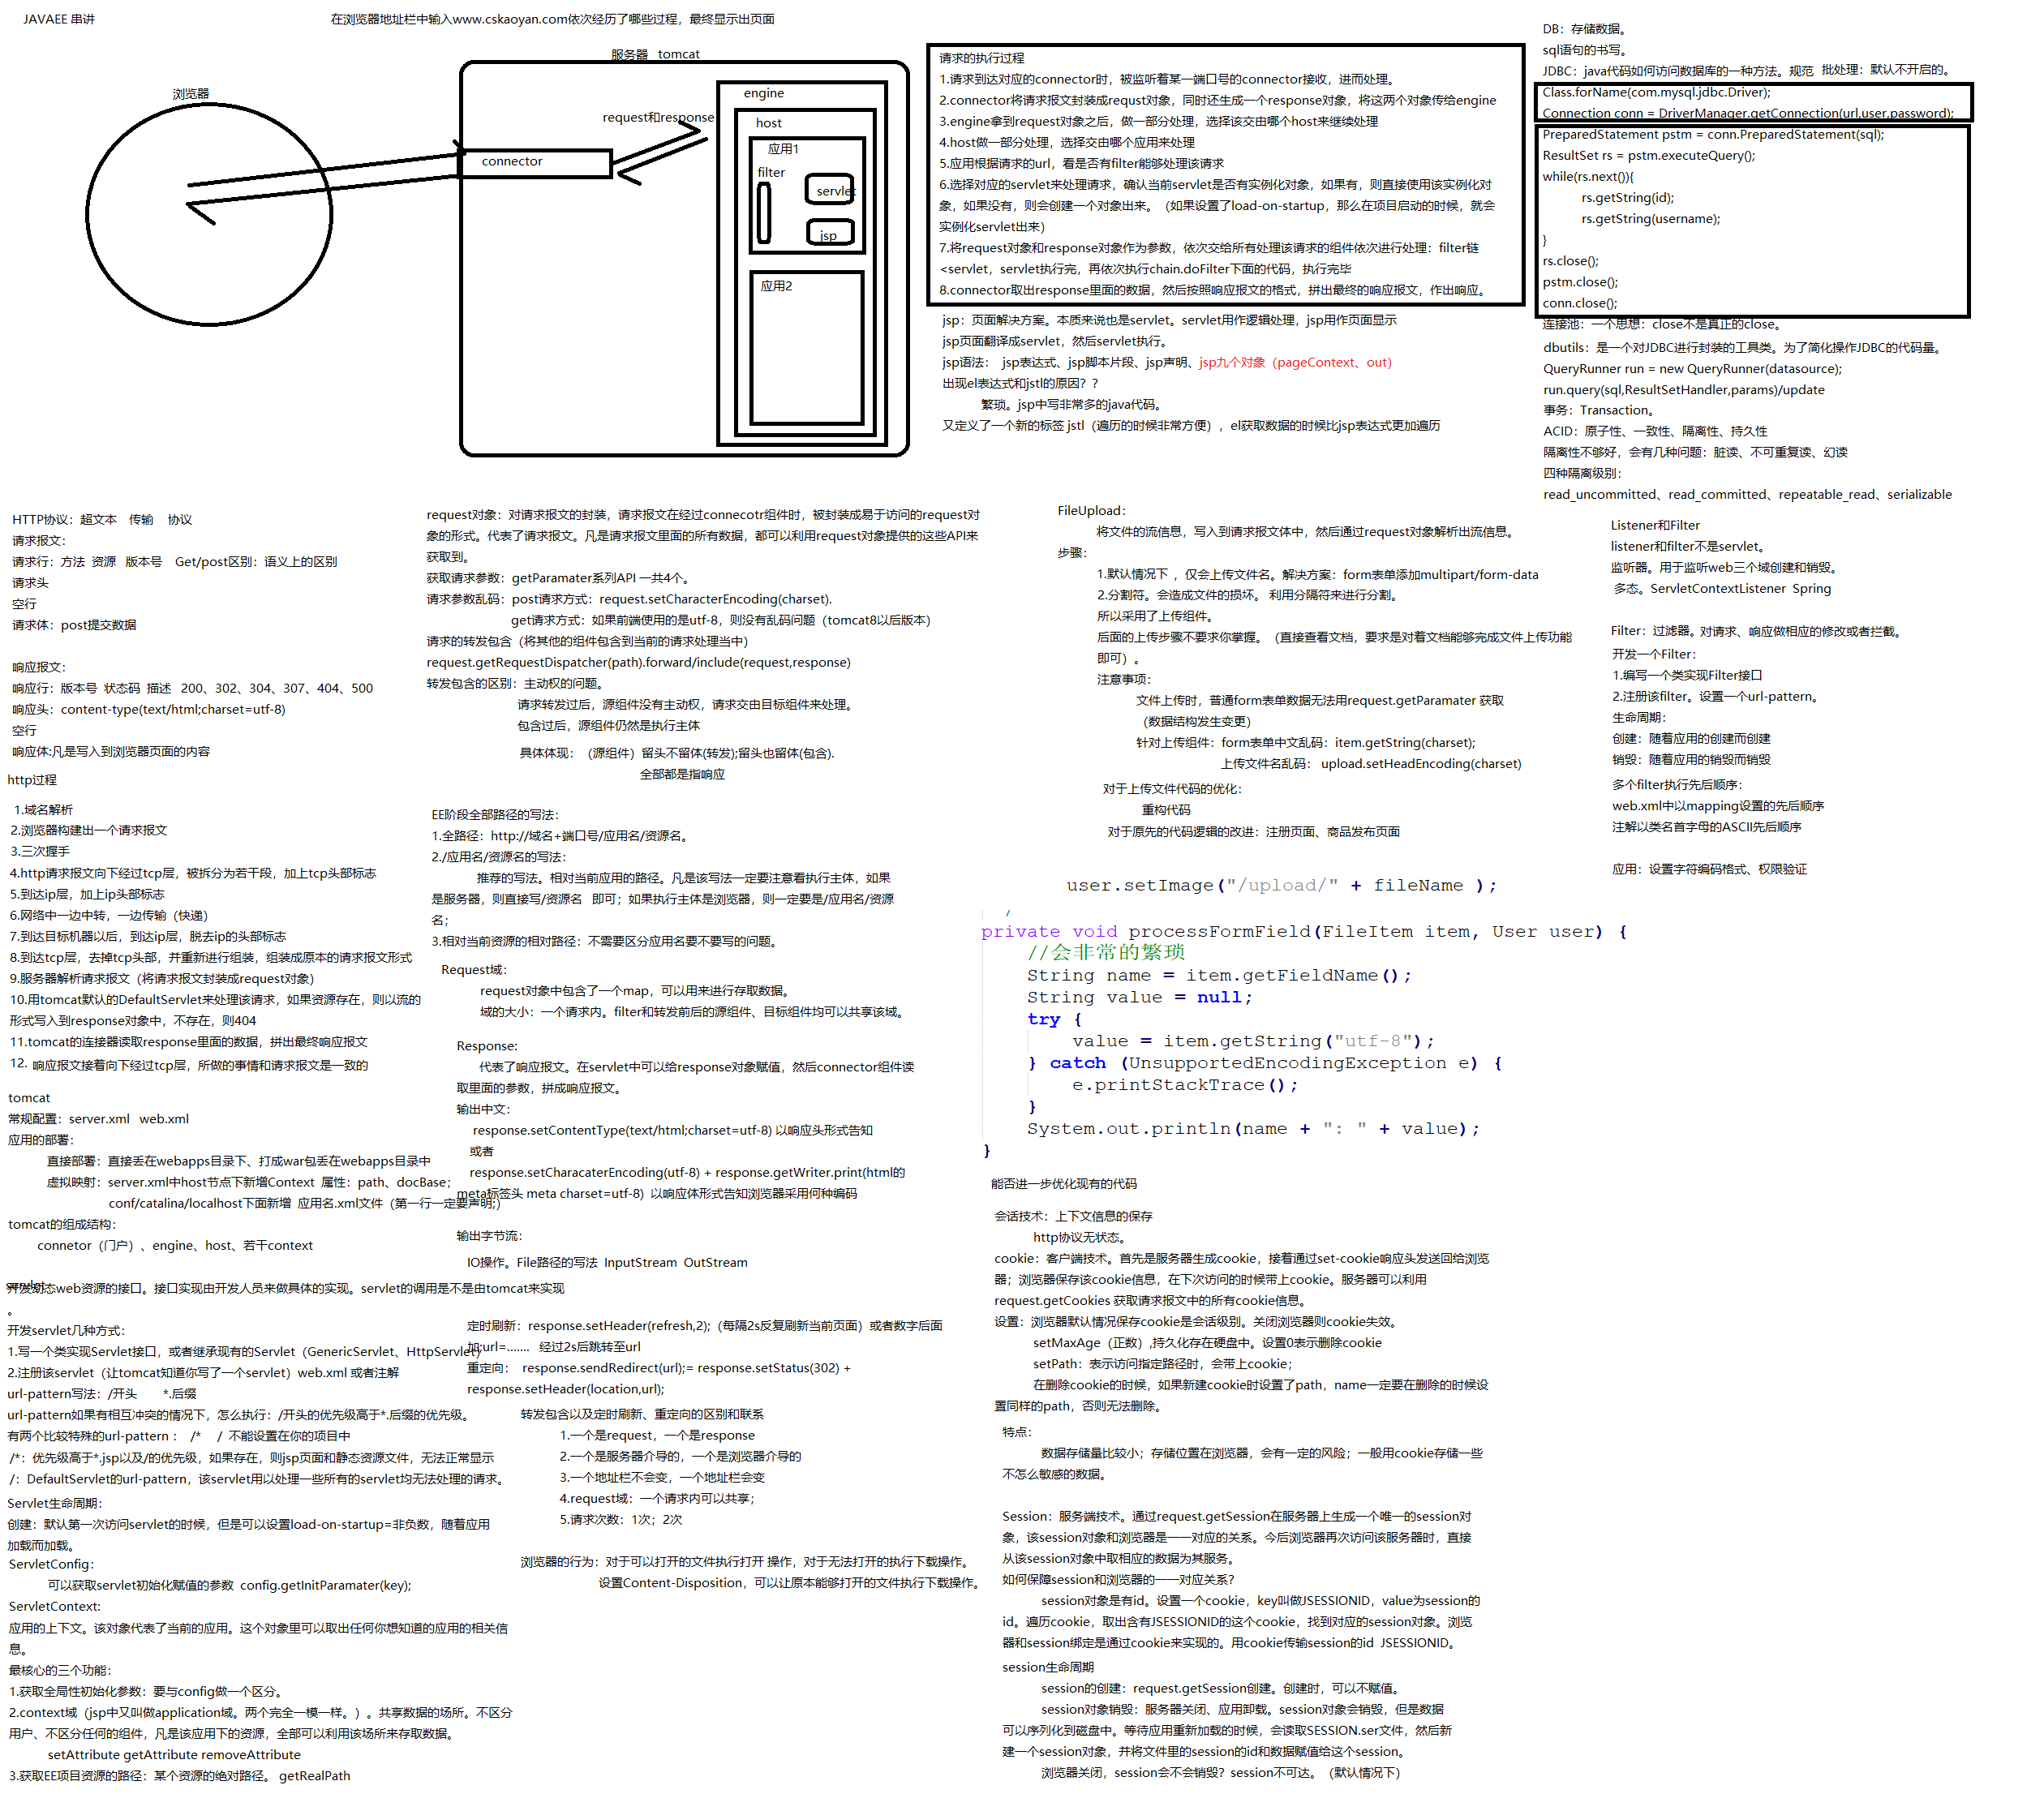 JAVAEE 串讲
在浏览器地址栏中输入www.cskaoyan.com依次经历了哪些过程，最终显示出页面
服务器 tomcat
浏览器
connector
request和response
engine
host
应用1
filter
servlet
jsp
应用2
请求的执行过程
1.请求到达对应的connector时，被监听着某一端口号的connector接收，进而处理。
2.connector将请求报文封装成requst对象，同时还生成一个response对象，将这两个对象传给engine
3.engine拿到request对象之后，做一部分处理，选择该交由哪个host来继续处理
4.host做一部分处理，选择交由哪个应用来处理
5.应用根据请求的url，看是否有filter能够处理该请求
6.选择对应的servlet来处理请求，确认当前servlet是否有实例化对象，如果有，则直接使用该实例化对
象，如果没有，则会创建一个对象出来。（如果设置了load-on-startup，那么在项目启动的时候，就会
实例化servlet出来）
7.将request对象和response对象作为参数，依次交给所有处理该请求的组件依次进行处理：filter链
<servlet，servlet执行完，再依次执行chain.doFilter下面的代码，执行完毕
8.connector取出response里面的数据，然后按照响应报文的格式，拼出最终的响应报文，作出响应。
jsp：页面解决方案。本质来说也是servlet。servlet用作逻辑处理，jsp用作页面显示
jsp页面翻译成servlet，然后servlet执行。
jsp语法： jsp表达式、jsp脚本片段、jsp声明、jsp九个对象（pageContext、out）
出现el表达式和jstl的原因？？
繁琐。jsp中写非常多的java代码。
又定义了一个新的标签 jstl（遍历的时候非常方便），el获取数据的时候比jsp表达式更加遍历
DB：存储数据。
sql语句的书写。
JDBC：java代码如何访问数据库的一种方法。规范 批处理：默认不开启的。
Class.forName(com.mysql.jdbc.Driver);
Connection conn = DriverManager.getConnection(url,user,password);
PreparedStatement pstm = conn.PreparedStatement(sql);
ResultSet rs = pstm.executeQuery();
while(rs.next()){
rs.getString(id);
rs.getString(username);
}
rs.close();
pstm.close();
conn.close();
连接池：一个思想：close不是真正的close。
dbutils：是一个对JDBC进行封装的工具类。为了简化操作JDBC的代码量。
QueryRunner run = new QueryRunner(datasource);
run.query(sql,ResultSetHandler,params)/update
事务：Transaction。
ACID：原子性、一致性、隔离性、持久性
隔离性不够好，会有几种问题：脏读、不可重复读、幻读
四种隔离级别：
read_uncommitted、read_committed、repeatable_read、serializable
HTTP协议：超文本 传输 协议
请求报文：
请求行：方法 资源 版本号 Get/post区别：语义上的区别
请求头
空行
请求体：post提交数据
响应报文：
响应行：版本号 状态码 描述 200、302、304、307、404、500
响应头：content-type(text/html;charset=utf-8)
空行
响应体:凡是写入到浏览器页面的内容
http过程
1.域名解析
2.浏览器构建出一个请求报文
3.三次握手
4.http请求报文向下经过tcp层，被拆分为若干段，加上tcp头部标志
5.到达ip层，加上ip头部标志
6.网络中一边中转，一边传输（快递）
7.到达目标机器以后，到达ip层，脱去ip的头部标志
8.到达tcp层，去掉tcp头部，并重新进行组装，组装成原本的请求报文形式
9.服务器解析请求报文（将请求报文封装成request对象）
10.用tomcat默认的DefaultServlet来处理该请求，如果资源存在，则以流的
形式写入到response对象中，不存在，则404
11.tomcat的连接器读取response里面的数据，拼出最终响应报文
12. 响应报文接着向下经过tcp层，所做的事情和请求报文是一致的
tomcat
常规配置：server.xml web.xml
应用的部署：
直接部署：直接丢在webapps目录下、打成war包丢在webapps目录中
虚拟映射：server.xml中host节点下新增Context 属性：path、docBase；
conf/catalina/localhost下面新增 应用名.xml文件（第一行一定要声明;）
tomcat的组成结构：
connetor（门户）、engine、host、若干context
servlet
开发动态web资源的接口。接口实现由开发人员来做具体的实现。servlet的调用是不是由tomcat来实现
。
开发servlet几种方式：
1.写一个类实现Servlet接口，或者继承现有的Servlet（GenericServlet、HttpServlet）
2.注册该servlet（让tomcat知道你写了一个servlet）web.xml 或者注解
url-pattern写法：/开头 *.后缀
url-pattern如果有相互冲突的情况下，怎么执行：/开头的优先级高于*.后缀的优先级。
有两个比较特殊的url-pattern ： /* / 不能设置在你的项目中
/*：优先级高于*.jsp以及/的优先级，如果存在，则jsp页面和静态资源文件，无法正常显示
/：DefaultServlet的url-pattern，该servlet用以处理一些所有的servlet均无法处理的请求。
Servlet生命周期：
创建：默认第一次访问servlet的时候，但是可以设置load-on-startup=非负数，随着应用
加载而加载。
ServletConfig：
可以获取servlet初始化赋值的参数 config.getInitParamater(key);
ServletContext:
应用的上下文。该对象代表了当前的应用。这个对象里可以取出任何你想知道的应用的相关信
息。
最核心的三个功能：
1.获取全局性初始化参数：要与config做一个区分。
2.context域（jsp中又叫做application域。两个完全一模一样。）。共享数据的场所。不区分
用户、不区分任何的组件，凡是该应用下的资源，全部可以利用该场所来存取数据。
setAttribute getAttribute removeAttribute
3.获取EE项目资源的路径：某个资源的绝对路径。 getRealPath
request对象：对请求报文的封装，请求报文在经过connecotr组件时，被封装成易于访问的request对
象的形式。代表了请求报文。凡是请求报文里面的所有数据，都可以利用request对象提供的这些API来
获取到。
获取请求参数：getParamater系列API 一共4个。
请求参数乱码：post请求方式：request.setCharacterEncoding(charset).
get请求方式：如果前端使用的是utf-8，则没有乱码问题（tomcat8以后版本）
请求的转发包含（将其他的组件包含到当前的请求处理当中）
request.getRequestDispatcher(path).forward/include(request,response)
转发包含的区别：主动权的问题。
请求转发过后，源组件没有主动权，请求交由目标组件来处理。
包含过后，源组件仍然是执行主体
具体体现：（源组件）留头不留体(转发);留头也留体(包含).
全部都是指响应
EE阶段全部路径的写法：
1.全路径：http://域名+端口号/应用名/资源名。
2./应用名/资源名的写法：
推荐的写法。相对当前应用的路径。凡是该写法一定要注意看执行主体，如果
是服务器，则直接写/资源名 即可；如果执行主体是浏览器，则一定要是/应用名/资源
名；
3.相对当前资源的相对路径：不需要区分应用名要不要写的问题。
Request域：
request对象中包含了一个map，可以用来进行存取数据。
域的大小：一个请求内。filter和转发前后的源组件、目标组件均可以共享该域。
Response:
代表了响应报文。在servlet中可以给response对象赋值，然后connector组件读
取里面的参数，拼成响应报文。
输出中文：
response.setContentType(text/html;charset=utf-8) 以响应头形式告知
或者
response.setCharacaterEncoding(utf-8) + response.getWriter.print(html的
meta标签头 meta charset=utf-8) 以响应体形式告知浏览器采用何种编码
输出字节流：
IO操作。File路径的写法 InputStream OutStream
定时刷新：response.setHeader(refresh,2);（每隔2s反复刷新当前页面）或者数字后面
加;url=....... 经过2s后跳转至url
重定向： response.sendRedirect(url);= response.setStatus(302) +
response.setHeader(location,url);
转发包含以及定时刷新、重定向的区别和联系
1.一个是request，一个是response
2.一个是服务器介导的，一个是浏览器介导的
3.一个地址栏不会变，一个地址栏会变
4.request域：一个请求内可以共享；
5.请求次数：1次；2次
浏览器的行为：对于可以打开的文件执行打开 操作，对于无法打开的执行下载操作。
设置Content-Disposition，可以让原本能够打开的文件执行下载操作。
FileUpload：
将文件的流信息，写入到请求报文体中，然后通过request对象解析出流信息。
步骤：
1.默认情况下 ，仅会上传文件名。解决方案：form表单添加multipart/form-data
2.分割符。会造成文件的损坏。 利用分隔符来进行分割。
所以采用了上传组件。
后面的上传步骤不要求你掌握。（直接查看文档，要求是对着文档能够完成文件上传功能
即可）。
注意事项：
文件上传时，普通form表单数据无法用request.getParamater 获取
（数据结构发生变更）
针对上传组件：form表单中文乱码：item.getString(charset);
上传文件名乱码： upload.setHeadEncoding(charset)
对于上传文件代码的优化：
重构代码
对于原先的代码逻辑的改进：注册页面、商品发布页面
user.setImage("/upload/" + fileName );
private void processFormField(FileItem item, User user) {
//会非常的繁琐
String name = item.getFieldName();
String value = null;
try {
value = item.getString("utf-8");
} catch (UnsupportedEncodingException e) {
e.printStackTrace();
}
System.out.println(name + ": " + value);
}
能否进一步优化现有的代码
会话技术：上下文信息的保存
http协议无状态。
cookie：客户端技术。首先是服务器生成cookie，接着通过set-cookie响应头发送回给浏览
器；浏览器保存该cookie信息，在下次访问的时候带上cookie。服务器可以利用
request.getCookies 获取请求报文中的所有cookie信息。
设置：浏览器默认情况保存cookie是会话级别。关闭浏览器则cookie失效。
setMaxAge（正数）,持久化存在硬盘中。设置0表示删除cookie
setPath：表示访问指定路径时，会带上cookie；
在删除cookie的时候，如果新建cookie时设置了path，name一定要在删除的时候设
置同样的path，否则无法删除。
特点：
数据存储量比较小；存储位置在浏览器，会有一定的风险；一般用cookie存储一些
不怎么敏感的数据。
Session：服务端技术。通过request.getSession在服务器上生成一个唯一的session对
象，该session对象和浏览器是一一对应的关系。今后浏览器再次访问该服务器时，直接
从该session对象中取相应的数据为其服务。
如何保障session和浏览器的一一对应关系？
session对象是有id。设置一个cookie，key叫做JSESSIONID，value为session的
id。遍历cookie，取出含有JSESSIONID的这个cookie，找到对应的session对象。浏览
器和session绑定是通过cookie来实现的。用cookie传输session的id JSESSIONID。
session生命周期
session的创建：request.getSession创建。创建时，可以不赋值。
session对象销毁：服务器关闭、应用卸载。session对象会销毁，但是数据
可以序列化到磁盘中。等待应用重新加载的时候，会读取SESSION.ser文件，然后新
建一个session对象，并将文件里的session的id和数据赋值给这个session。
浏览器关闭，session会不会销毁？session不可达。（默认情况下）
Listener和Filter
listener和filter不是servlet。
监听器。用于监听web三个域创建和销毁。
多态。ServletContextListener Spring
Filter：过滤器。对请求、响应做相应的修改或者拦截。
开发一个Filter：
1.编写一个类实现Filter接口
2.注册该filter。设置一个url-pattern。
生命周期：
创建：随着应用的创建而创建
销毁：随着应用的销毁而销毁
多个filter执行先后顺序：
web.xml中以mapping设置的先后顺序
注解以类名首字母的ASCII先后顺序
应用：设置字符编码格式、权限验证